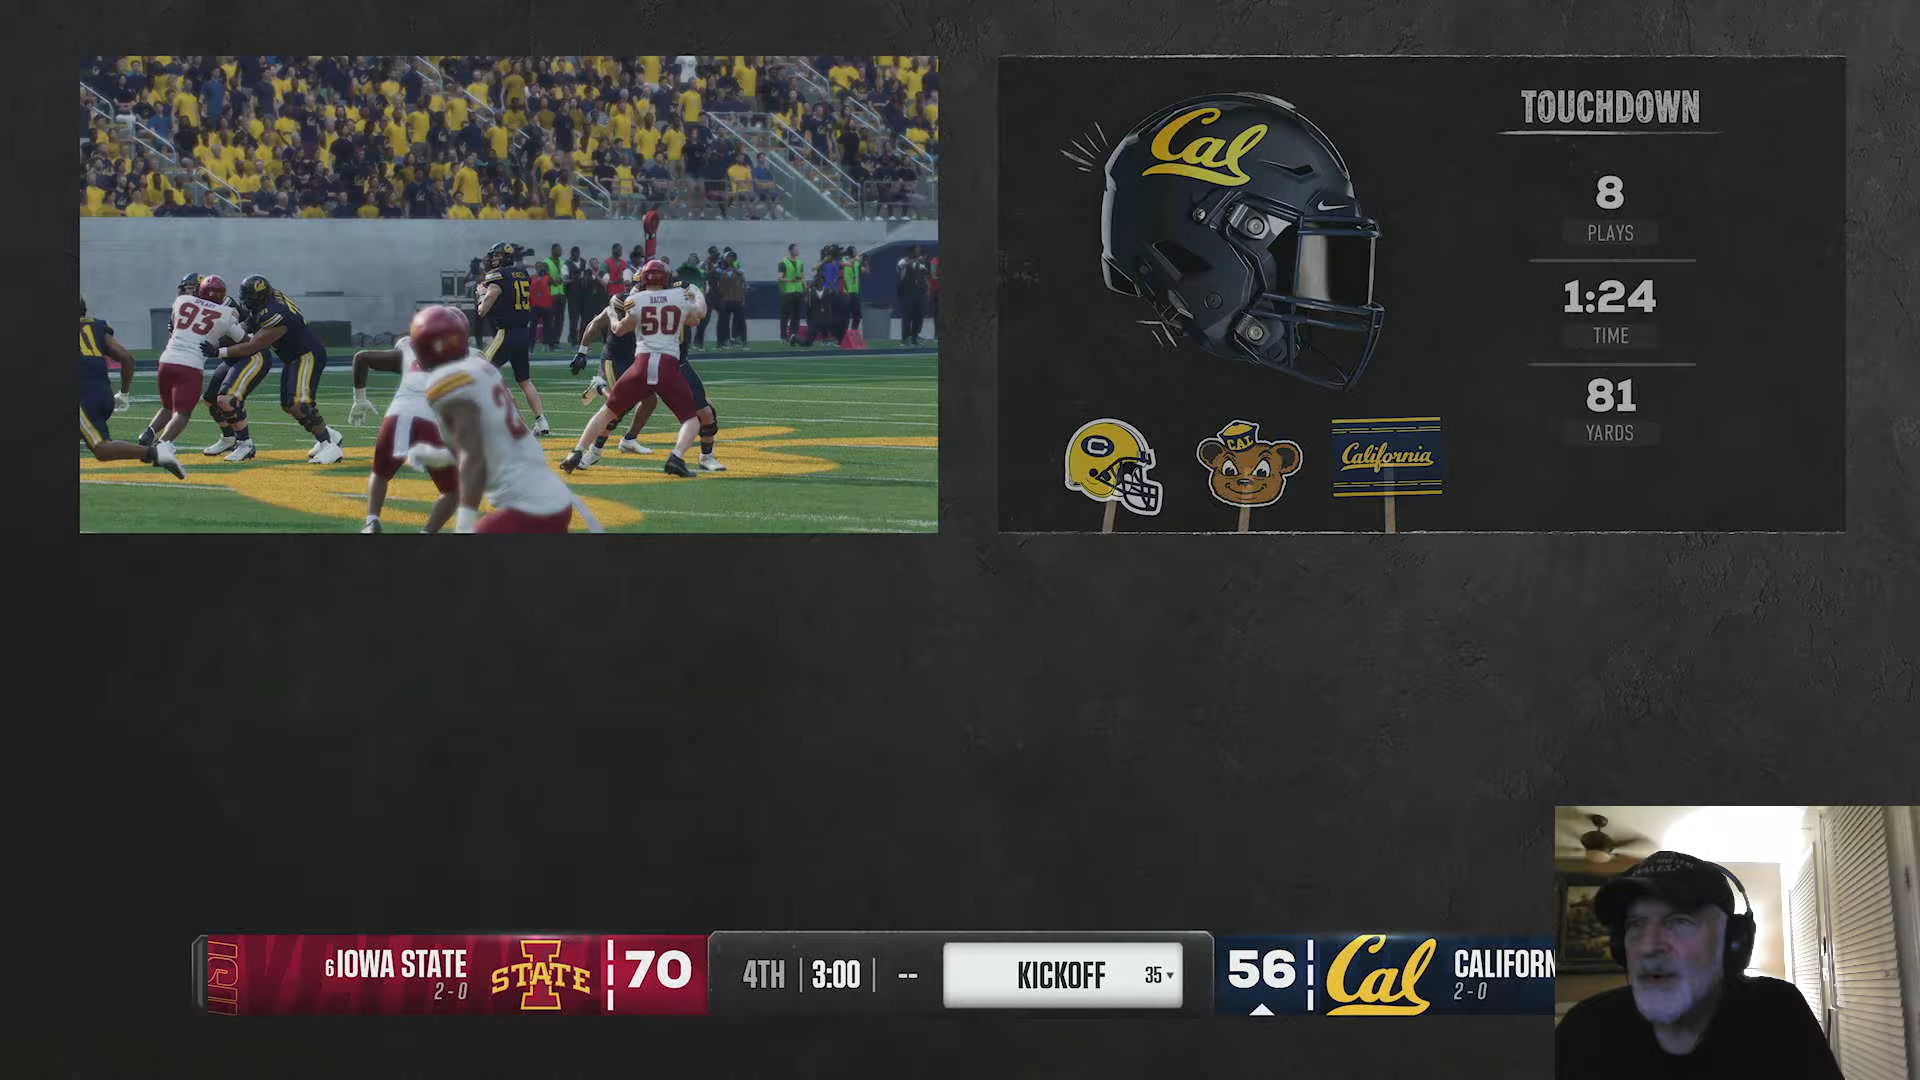 93
15
BACON
50
2
Cal
TOUCHDOWN
8
PLAYS
1:24
TIME
81
YARDS
C
CAL
California
6 IOWA STATE
2-0
STATE
70
4TH
3:00
--
KICKOFF
35
56
Cal
CALIFORN
2-0